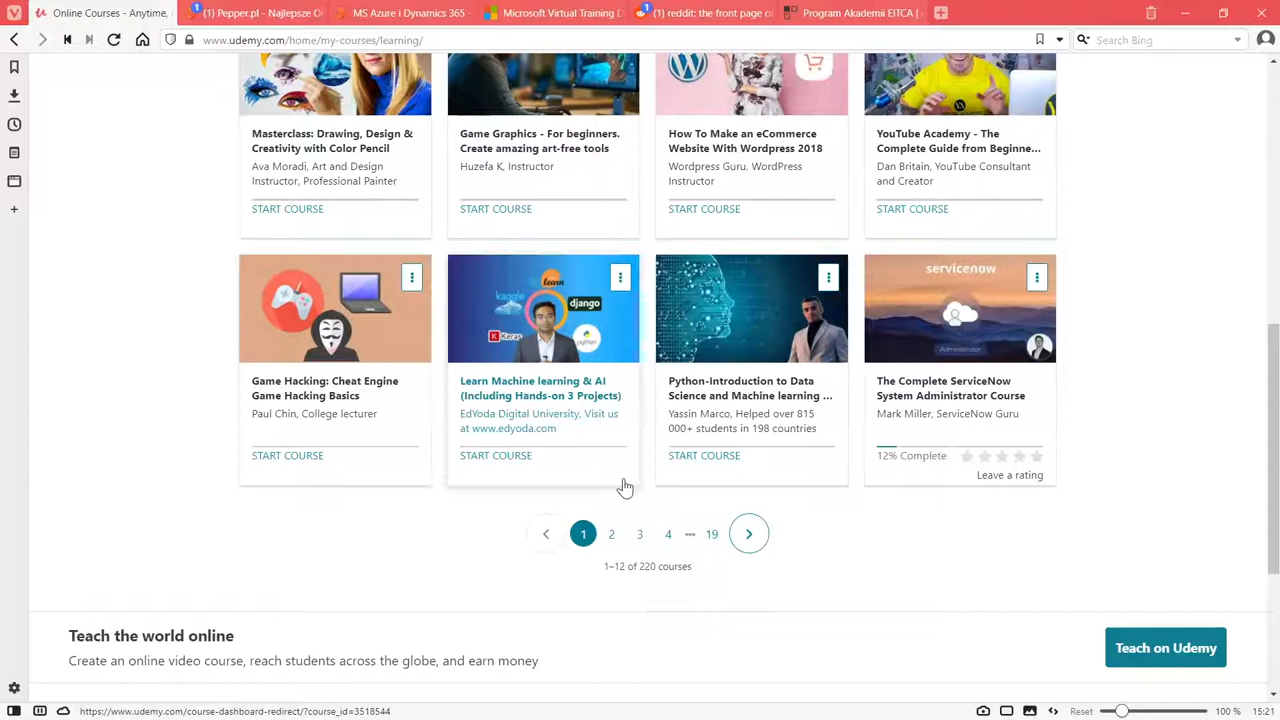 Online Courses - Anytime, A
(1) Pepper.pl - Najlepsze O
MS Azure i Dynamics 365 -
Microsoft Virtual Training D
(1) reddit: the front page o
Program Akademii EITCA |
www.udemy.com/home/my-courses/learning/
Search Bing
Masterclass: Drawing, Design &
Creativity with Color Pencil
Ava Moradi, Art and Design
Instructor, Professional Painter
START COURSE
Game Graphics - For beginners.
Create amazing art-free tools
Huzefa K, Instructor
START COURSE
How To Make an eCommerce
Website With Wordpress 2018
Wordpress Guru. WordPress
Instructor
START COURSE
YouTube Academy - The
Complete Guide from Beginne...
Dan Britain, YouTube Consultant
and Creator
START COURSE
Game Hacking: Cheat Engine
Game Hacking Basics
Paul Chin, College lecturer
START COURSE
learn
kaggle
django
Keras
python
Learn Machine learning & AI
(Including Hands-on 3 Projects)
EdYoda Digital University, Visit us
at www.edyoda.com
START COURSE
Python-Introduction to Data
Science and Machine learning ...
Yassin Marco, Helped over 815
000+ students in 198 countries
START COURSE
servicenow
Administrator
The Complete ServiceNow
System Administrator Course
Mark Miller, ServiceNow Guru
12% Complete
Leave a rating
1 2 3 4 ••• 19
1–12 of 220 courses
Teach the world online
Create an online video course, reach students across the globe, and earn money
Teach on Udemy
https://www.udemy.com/course-dashboard-redirect/?course_id=3518544
Reset
100 %
15:21